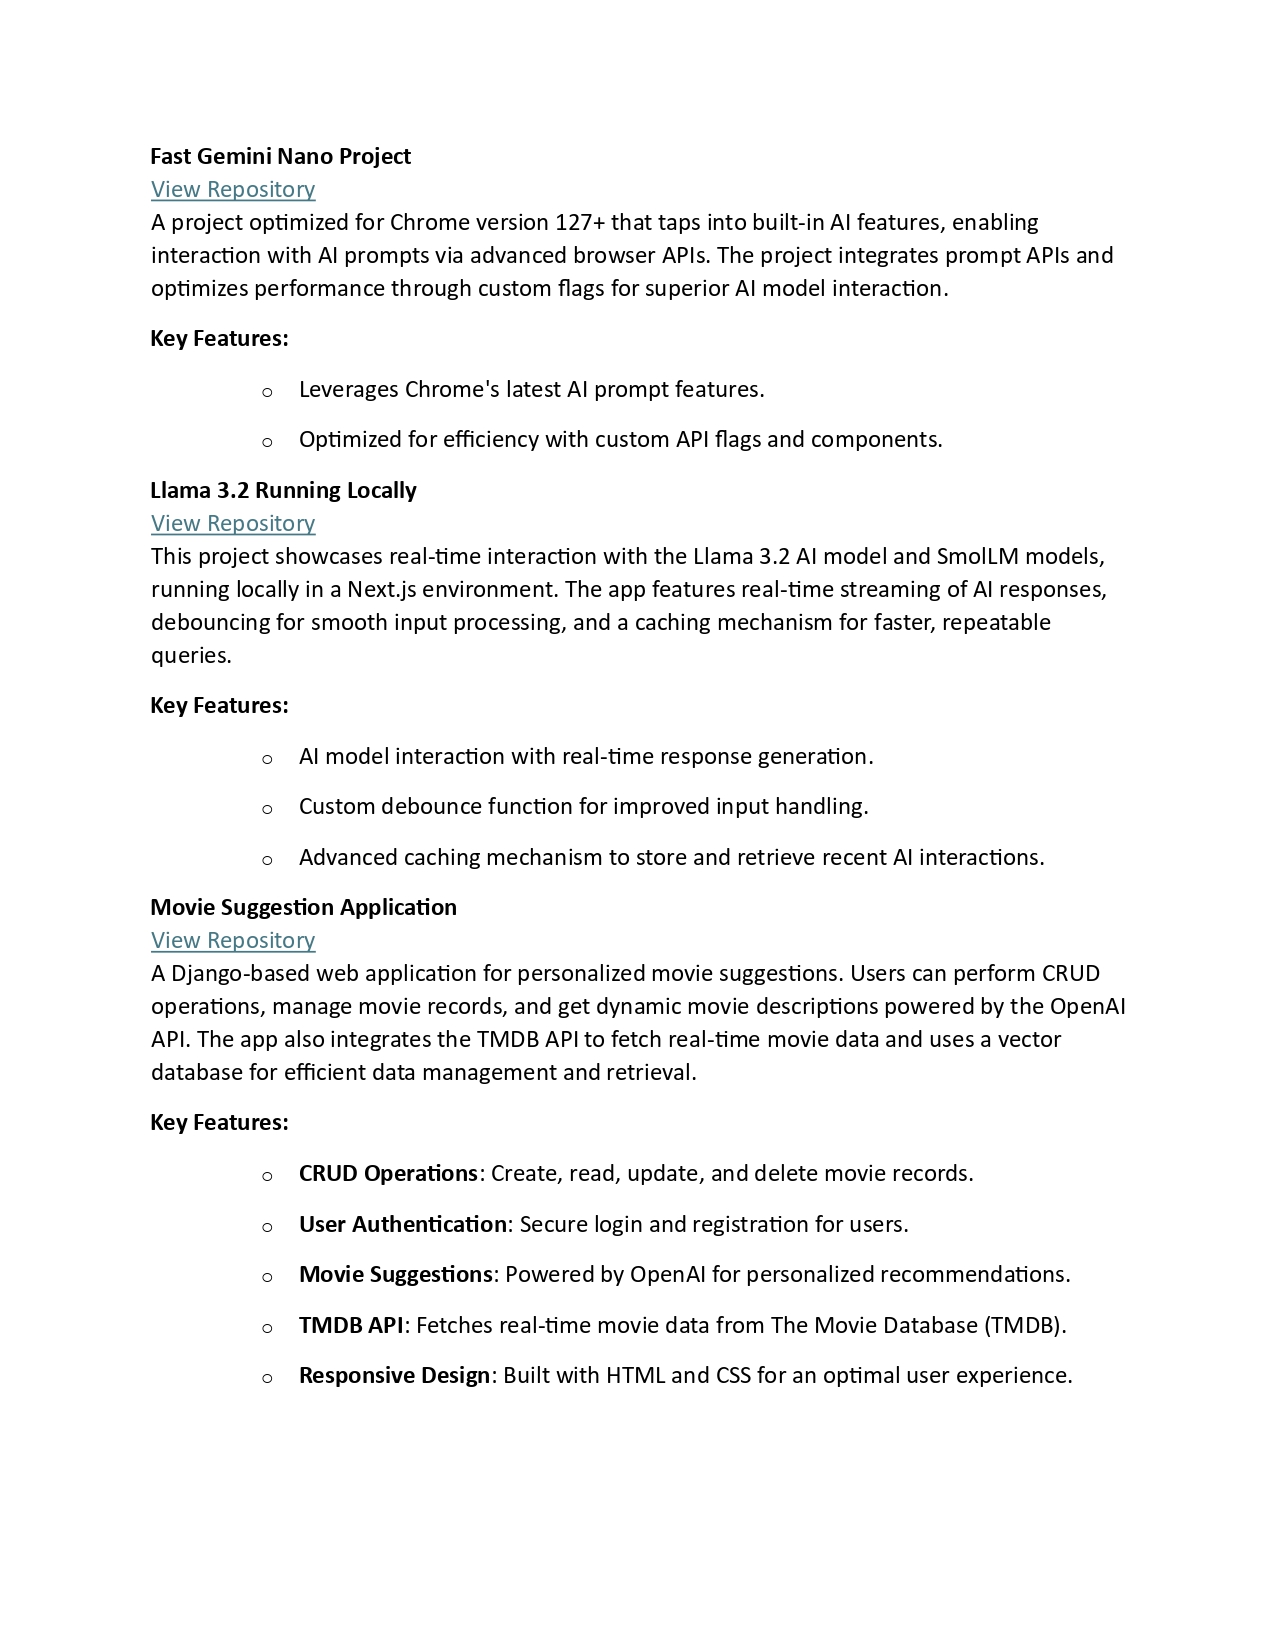 Fast Gemini Nano Project
View Repository
A project optimized for Chrome version 127+ that taps into built-in AI features, enabling
interaction with AI prompts via advanced browser APIs. The project integrates prompt APIs and
optimizes performance through custom flags for superior AI model interaction.
Key Features:
o Leverages Chrome's latest AI prompt features.
o Optimized for efficiency with custom API flags and components.
Llama 3.2 Running Locally
View Repository
This project showcases real-time interaction with the Llama 3.2 AI model and SmolLM models,
running locally in a Next.js environment. The app features real-time streaming of AI responses,
debouncing for smooth input processing, and a caching mechanism for faster, repeatable
queries.
Key Features:
o AI model interaction with real-time response generation.
o Custom debounce function for improved input handling.
o Advanced caching mechanism to store and retrieve recent AI interactions.
Movie Suggestion Application
View Repository
A Django-based web application for personalized movie suggestions. Users can perform CRUD
operations, manage movie records, and get dynamic movie descriptions powered by the OpenAI
API. The app also integrates the TMDB API to fetch real-time movie data and uses a vector
database for efficient data management and retrieval.
Key Features:
o CRUD Operations: Create, read, update, and delete movie records.
o User Authentication: Secure login and registration for users.
o Movie Suggestions: Powered by OpenAI for personalized recommendations.
o TMDB API: Fetches real-time movie data from The Movie Database (TMDB).
o Responsive Design: Built with HTML and CSS for an optimal user experience.